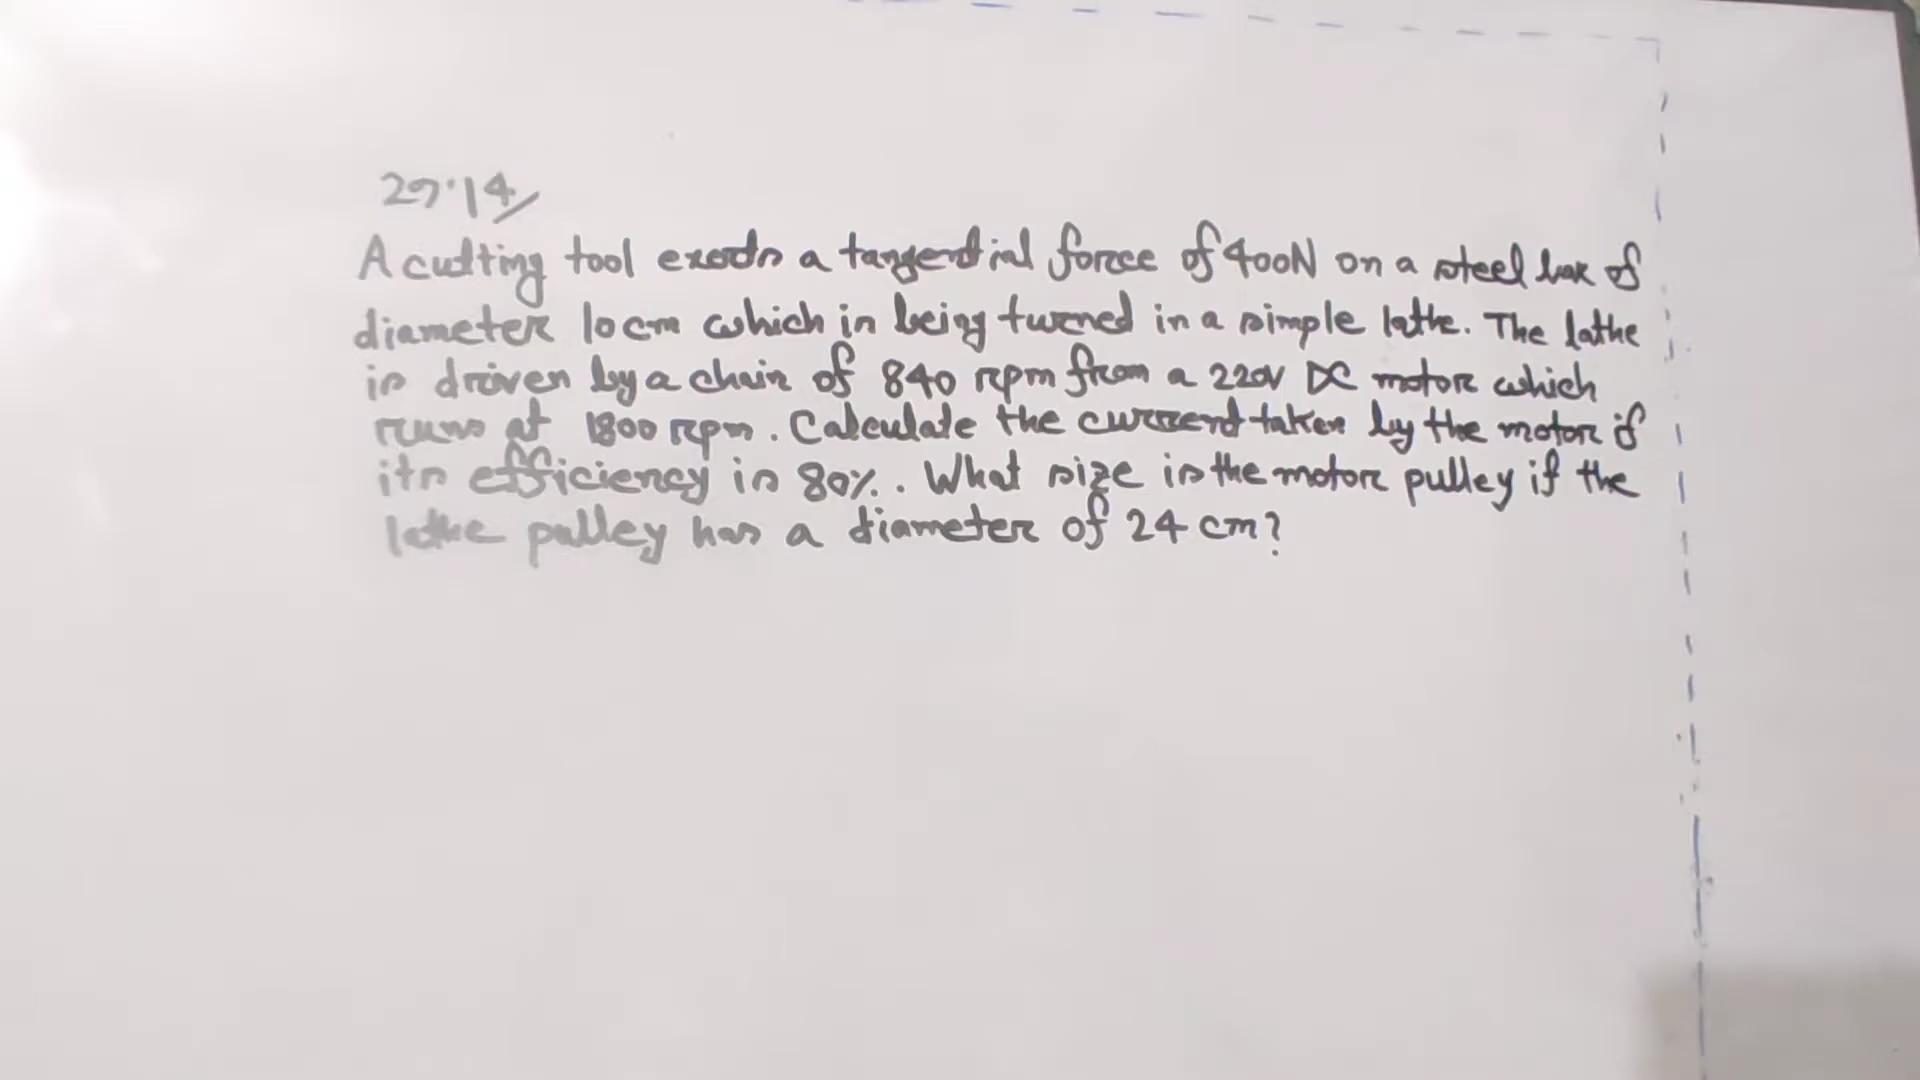 29.14/
A cutting tool exerts a tangential force of 400N on a steel bar of
diameter 10 cm which is being turned in a simple lathe. The lathe
is driven by a chain of 840 rpm from a 220V DC motor which
runs at 1800 rpm. Calculate the current taken by the motor if
its efficiency is 80%. What size is the motor pulley if the
lathe pulley has a diameter of 24 cm?